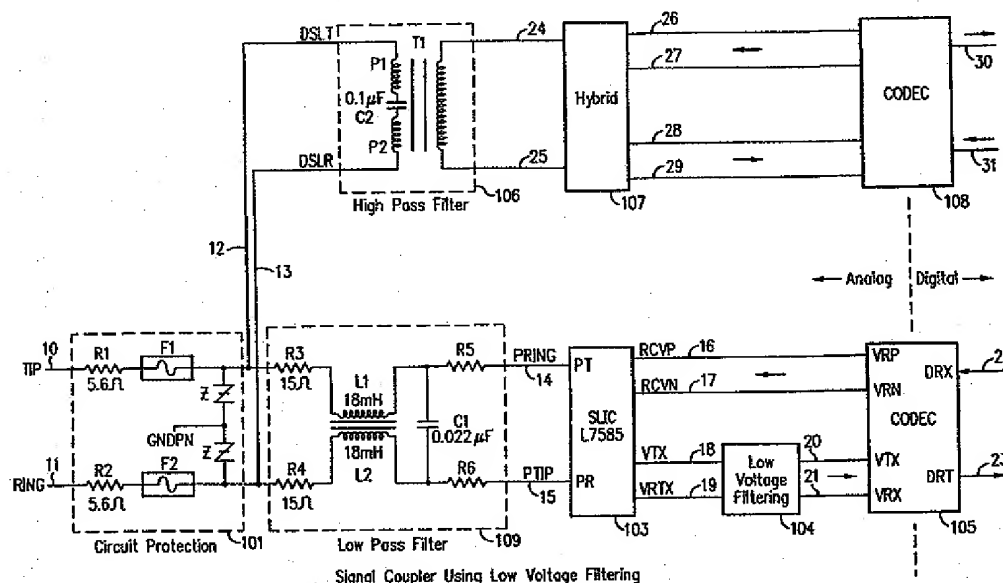 DSLT
24
26
P1
T1
27
30
0.1μF
C2
Hybrid
CODEC
P2
28
DSLR
25
29
31
High Pass Filter
106
107
108
12
13
Analog
Digital
10
TIP
R1
F1
5.6Ω
R3
15Ω
L1
18mH
R5
PRING
14
PT
RCVP
16
VRP
DRX
RCVN
17
VRN
Z
GNDPN
Z
C1
0.022μF
SLIC
L7585
CODEC
18mH
L2
11
RING
R2
F2
5.6Ω
R4
15Ω
R6
PTIP
15
PR
VTX
18
Low
Voltage
Filtering
20
VTX
VRTX
19
21
VRX
DRT
23
Circuit Protection
101
Low Pass Filter
109
103
104
105
Signal Coupler Using Low Voltage Filtering